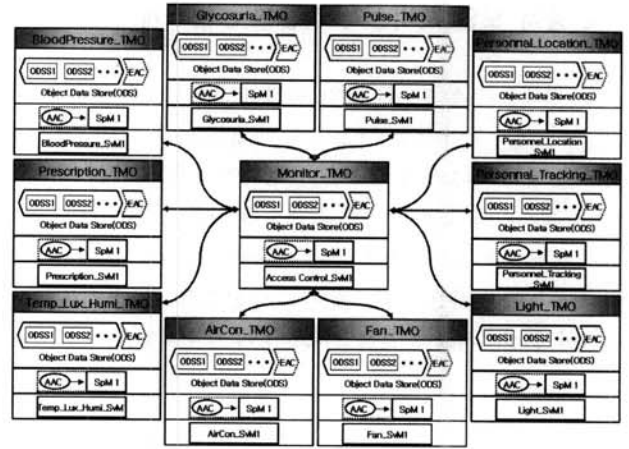 Glycosuria_TMO
ODSS1 ODSS2 • • • EAC
Object Data Store(ODS)
AAC SpM 1
Glycosuria_SvM1
Pulse_TMO
ODSS1 ODSS2 • • • EAC
Object Data Store(ODS)
AAC SpM 1
Pulse_SvM1
BloodPressure_TMO
ODSS1 ODSS2 • • • EAC
Object Data Store(ODS)
AAC SpM 1
BloodPressure_SvM1
Personnel_Location_TMO
ODSS1 ODSS2 • • • EAC
Object Data Store(ODS)
AAC SpM 1
Personnel_Location
_SvM1
Prescription_TMO
ODSS1 ODSS2 • • • EAC
Object Data Store(ODS)
AAC SpM 1
Prescription_SvM1
Monitor_TMO
ODSS1 ODSS2 • • • EAC
Object Data Store(ODS)
AAC SpM 1
Access Control_SvM1
Personnal_Tracking_TMO
ODSS1 ODSS2 • • • EAC
Object Data Store(ODS)
AAC SpM 1
Personnel_Tracking
_SvM1
Temp_Lux_Humi_TMO
ODSS1 ODSS2 • • • EAC
Object Data Store(ODS)
AAC SpM 1
Temp_Lux_Humi_SvM1
AirCon_TMO
ODSS1 ODSS2 • • • EAC
Object Data Store(ODS)
AAC SpM 1
AirCon_SvM1
Fan_TMO
ODSS1 ODSS2 • • • EAC
Object Data Store(ODS)
AAC SpM 1
Fan_SvM1
Light_TMO
ODSS1 ODSS2 • • • EAC
Object Data Store(ODS)
AAC SpM 1
Light_SvM1